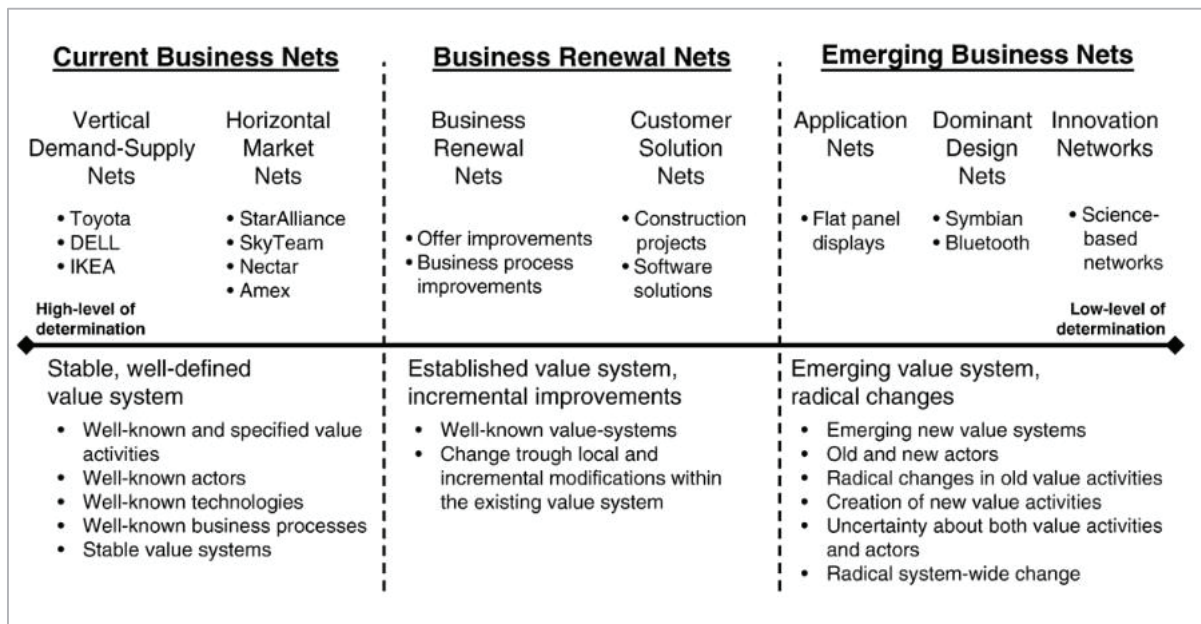 Current Business Nets
Vertical
Demand-Supply
Nets
• Toyota
• DELL
• IKEA
Horizontal
Market
Nets
• StarAlliance
• SkyTeam
• Nectar
• Amex
High-level of
determination
Stable, well-defined
value system
• Well-known and specified value
activities
• Well-known actors
• Well-known technologies
• Well-known business processes
• Stable value systems
Business Renewal Nets
Business
Renewal
Nets
• Offer improvements
• Business process
improvements
Customer
Solution
Nets
• Construction
projects
• Software
solutions
Established value system,
incremental improvements
• Well-known value-systems
• Change trough local and
incremental modifications within
the existing value system
Emerging Business Nets
Application
Nets
• Flat panel
displays
Dominant
Design
Nets
• Symbian
• Bluetooth
Innovation
Networks
• Science-
based
networks
Low-level of
determination
Emerging value system,
radical changes
• Emerging new value systems
• Old and new actors
• Radical changes in old value activities
• Creation of new value activities
• Uncertainty about both value activities
and actors
• Radical system-wide change